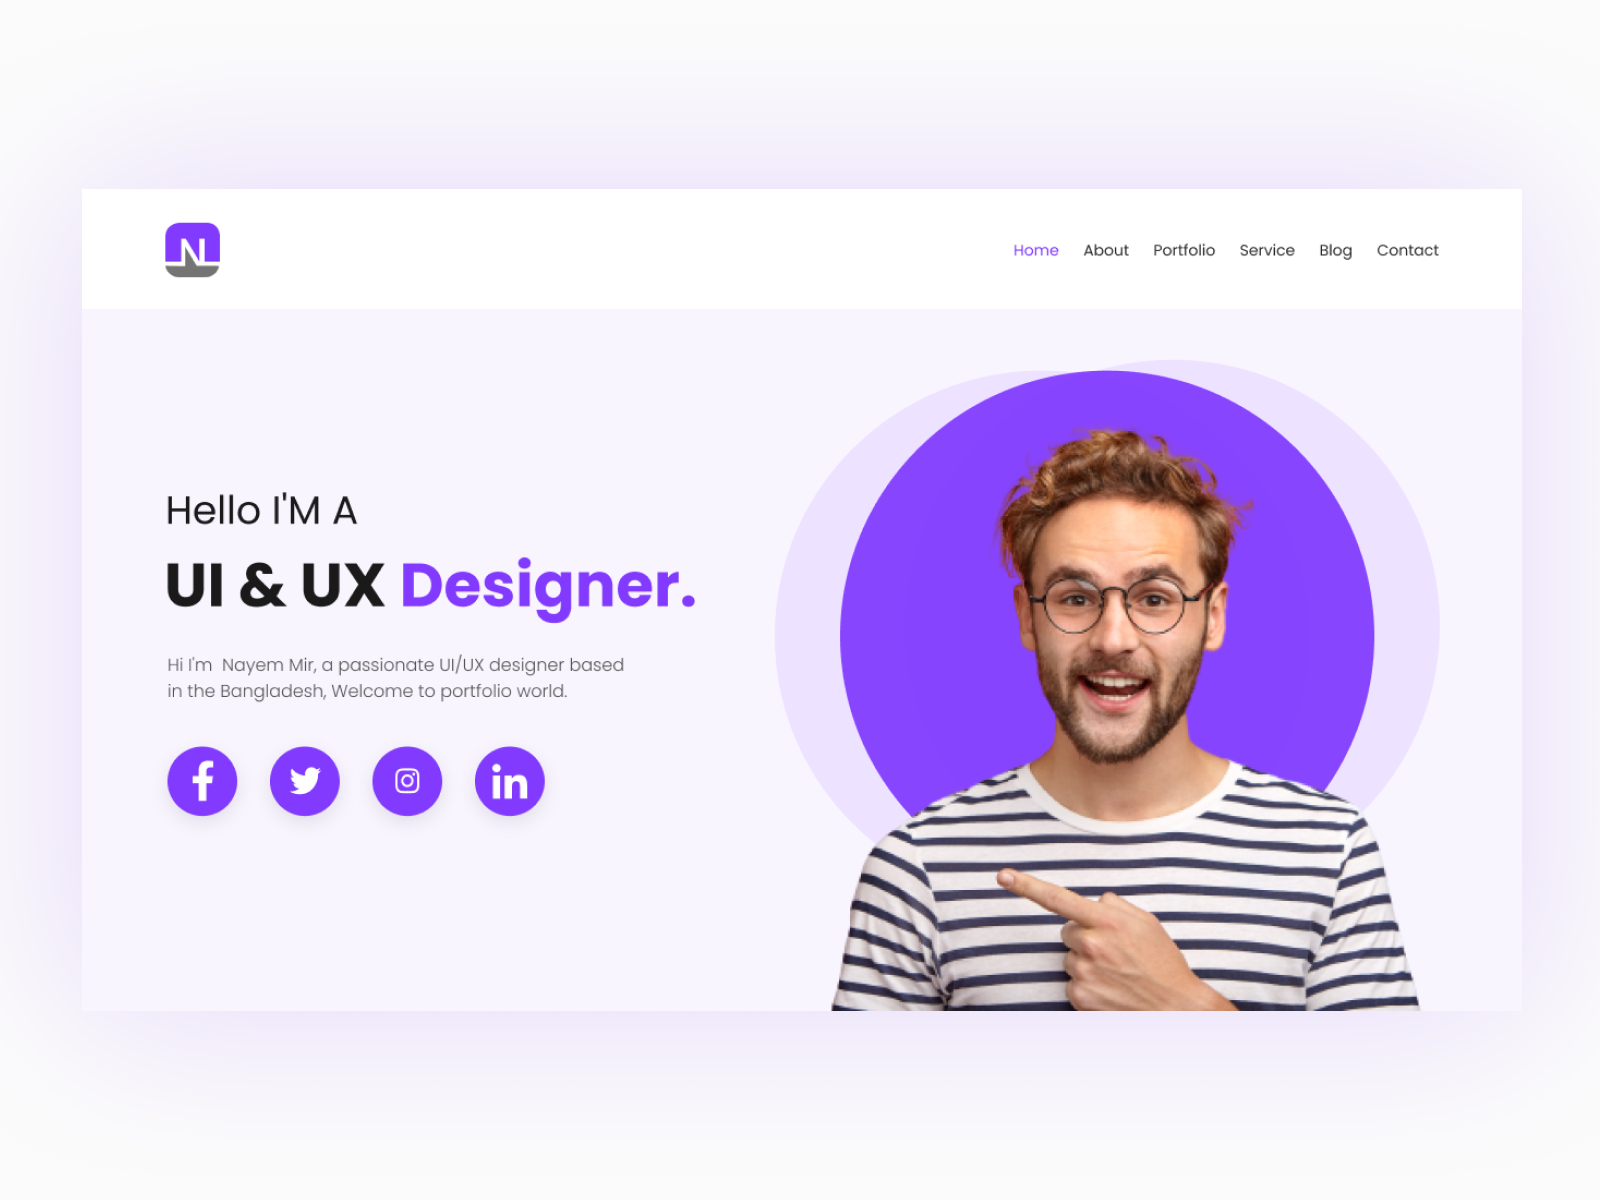 N
Home About Portfolio Service Blog Contact
Hello I'M A
UI & UX Designer.
Hi I'm  Nayem Mir, a passionate UI/UX designer based
in the Bangladesh, Welcome to portfolio world.
f in